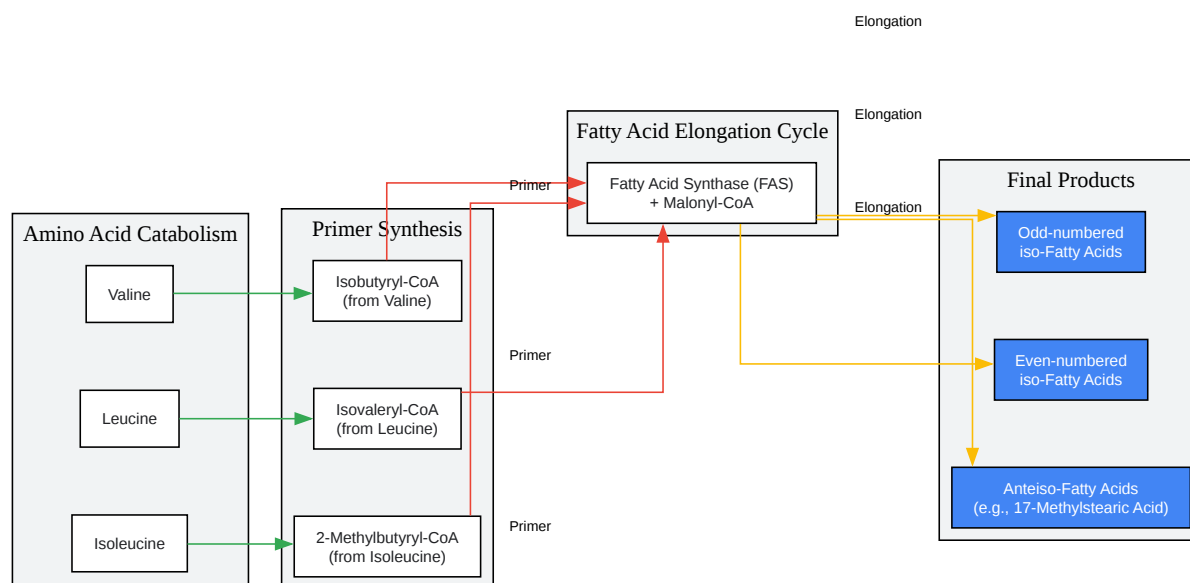 Elongation
Elongation
Fatty Acid Elongation Cycle
Primer
Fatty Acid Synthase (FAS)
+ Malonyl-CoA
Elongation
Final Products
Odd-numbered
iso-Fatty Acids
Amino Acid Catabolism
Primer Synthesis
Valine
Isobutyryl-CoA
(from Valine)
Primer
Even-numbered
iso-Fatty Acids
Leucine
Isovaleryl-CoA
(from Leucine)
Anteiso-Fatty Acids
(e.g., 17-Methylstearic Acid)
Isoleucine
2-Methylbutyryl-CoA
(from Isoleucine)
Primer